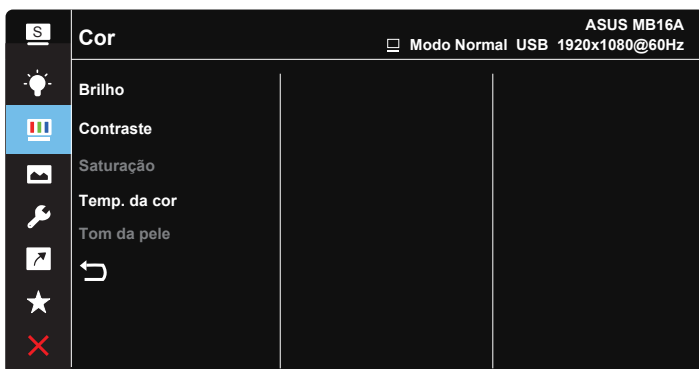 S
Cor
ASUS MB16A
Modo Normal USB 1920x1080@60Hz
Brilho
Contraste
Saturação
Temp. da cor
Tom da pele